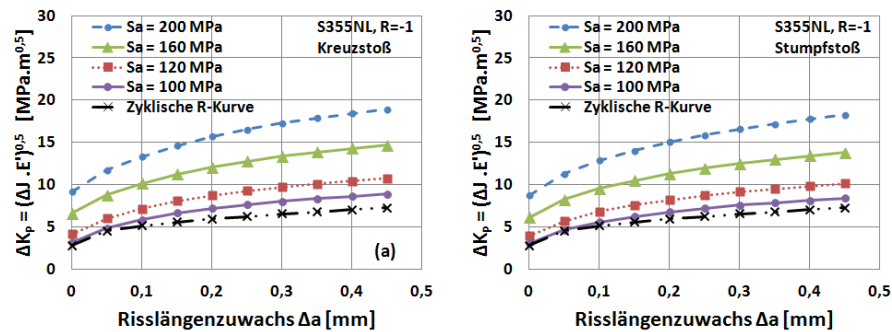 (a)
30
25
20
15
10
5
0
ΔKₚ = (ΔJ . E')⁰·⁵ [MPa.m⁰·⁵]
Sa = 200 MPa
Sa = 160 MPa
Sa = 120 MPa
Sa = 100 MPa
Zyklische R-Kurve
S355NL, R=-1
Kreuzstoß
(a)
0 0,1 0,2 0,3 0,4 0,5
Risslängenzuwachs Δa [mm]
30
25
20
15
10
5
0
ΔKₚ = (ΔJ . E')⁰·⁵ [MPa.m⁰·⁵]
Sa = 200 MPa
Sa = 160 MPa
Sa = 120 MPa
Sa = 100 MPa
Zyklische R-Kurve
S355NL, R=-1
Stumpfstoß
0 0,1 0,2 0,3 0,4 0,5
Risslängenzuwachs Δa [mm]